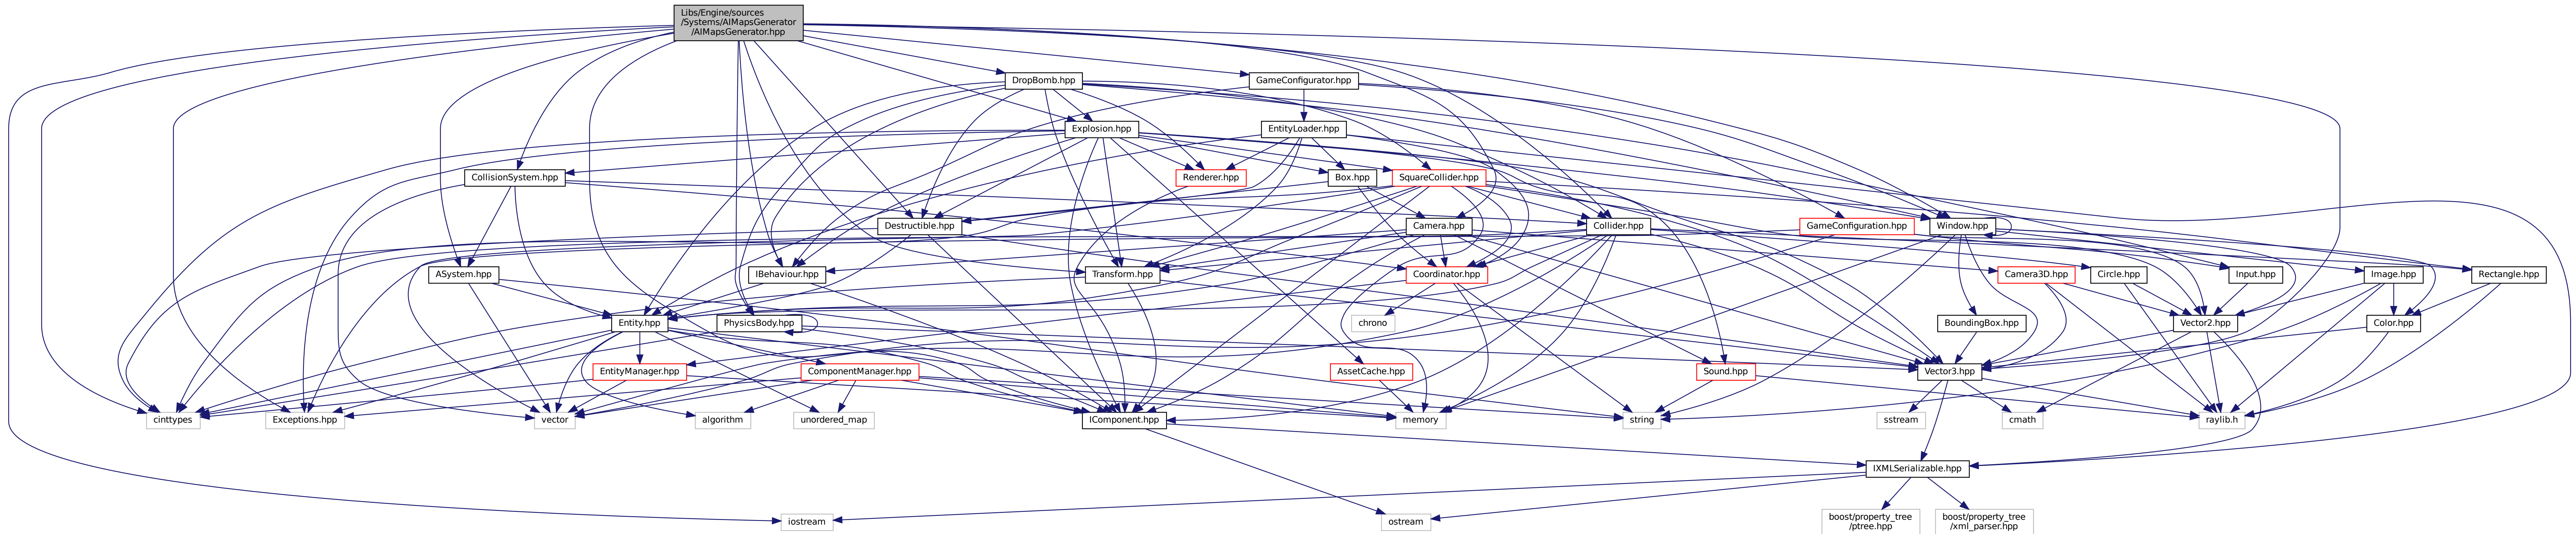 Libs/Engine/sources
/Systems/AIMapsGenerator
/AIMapsGenerator.hpp
DropBomb.hpp
GameConfigurator.hpp
Explosion.hpp
EntityLoader.hpp
CollisionSystem.hpp
Renderer.hpp
Box.hpp
SquareCollider.hpp
Destructible.hpp
Camera.hpp
Collider.hpp
GameConfiguration.hpp
Window.hpp
ASystem.hpp
IBehaviour.hpp
Transform.hpp
Coordinator.hpp
Camera3D.hpp
Circle.hpp
Input.hpp
Image.hpp
Rectangle.hpp
Entity.hpp
PhysicsBody.hpp
chrono
BoundingBox.hpp
Vector2.hpp
Color.hpp
EntityManager.hpp
ComponentManager.hpp
AssetCache.hpp
Sound.hpp
Vector3.hpp
cinttypes
Exceptions.hpp
vector
algorithm
unordered_map
IComponent.hpp
memory
string
sstream
cmath
raylib.h
IXMLSerializable.hpp
iostream
ostream
boost/property_tree
/ptree.hpp
boost/property_tree
/xml_parser.hpp